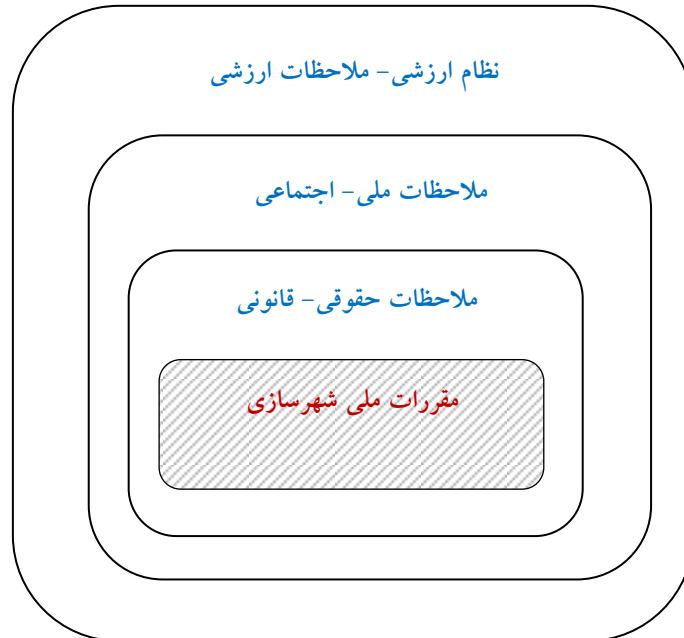 نظام ارزشی- ملاحظات ارزشی
ملاحظات ملی- اجتماعی
ملاحظات حقوقی- قانونی
مقررات ملی شهرسازی